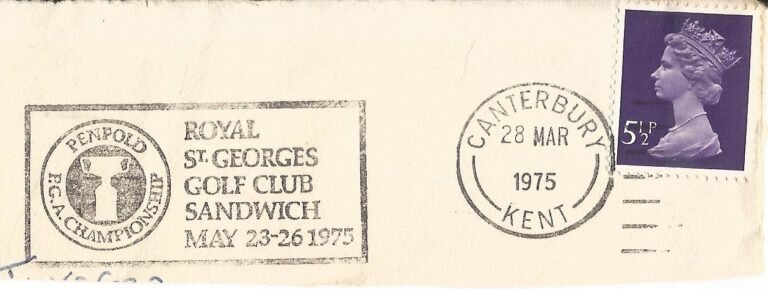 PENFOLD
P.G.A. CHAMPIONSHIP
ROYAL
ST. GEORGES
GOLF CLUB
SANDWICH
MAY 23-26 1975
CANTERBURY
28 MAR
1975
KENT
5½P